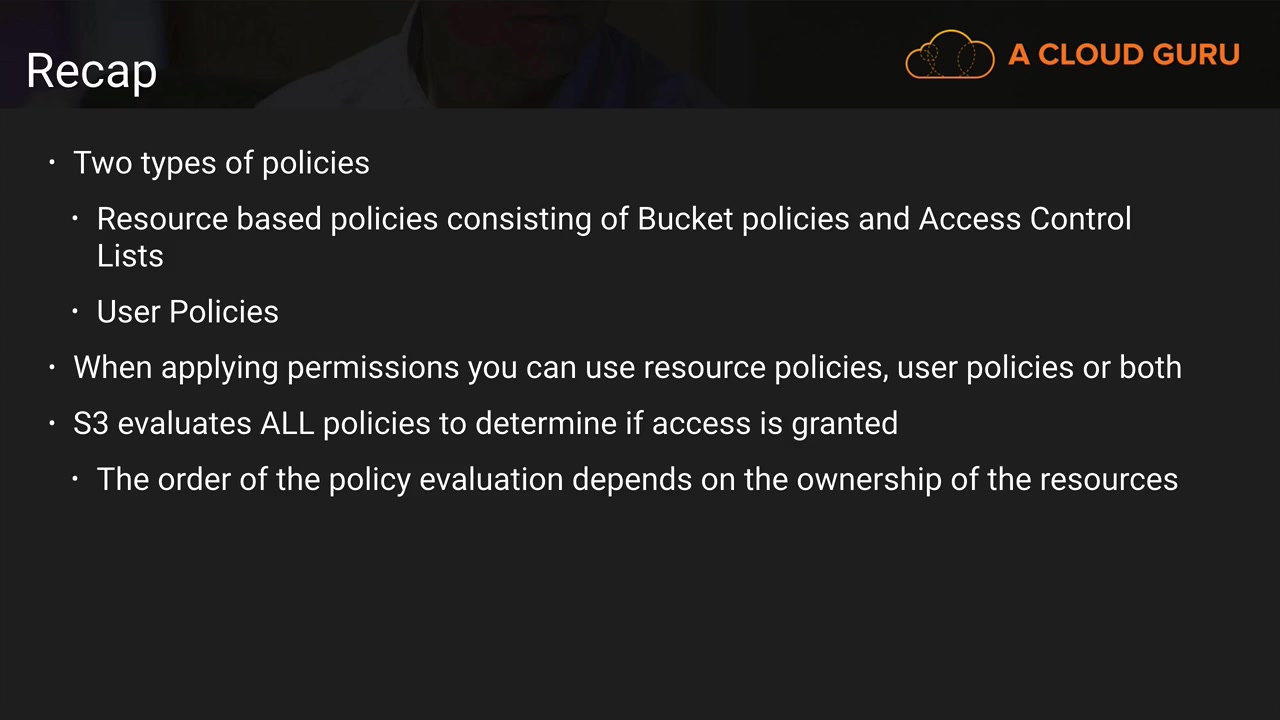 Recap
A CLOUD GURU
• Two types of policies
• Resource based policies consisting of Bucket policies and Access Control
Lists
• User Policies
• When applying permissions you can use resource policies, user policies or both
• S3 evaluates ALL policies to determine if access is granted
• The order of the policy evaluation depends on the ownership of the resources